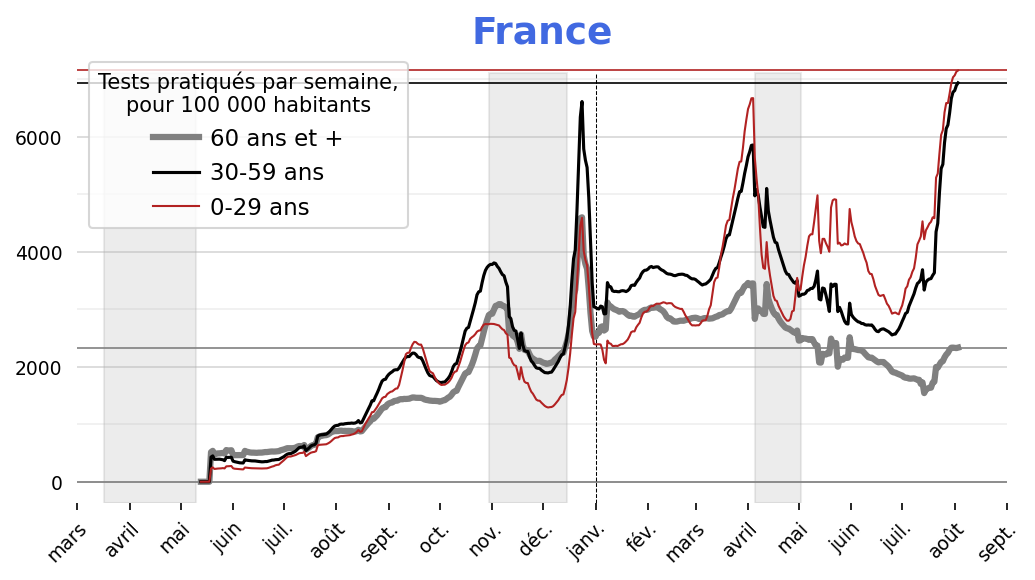 France
Tests pratiqués par semaine,
pour 100 000 habitants
60 ans et +
30-59 ans
0-29 ans
6000
4000
2000
0
mars avril mai juin juil. août sept. oct. nov. déc. janv. fév. mars avril mai juin juil. août sept.